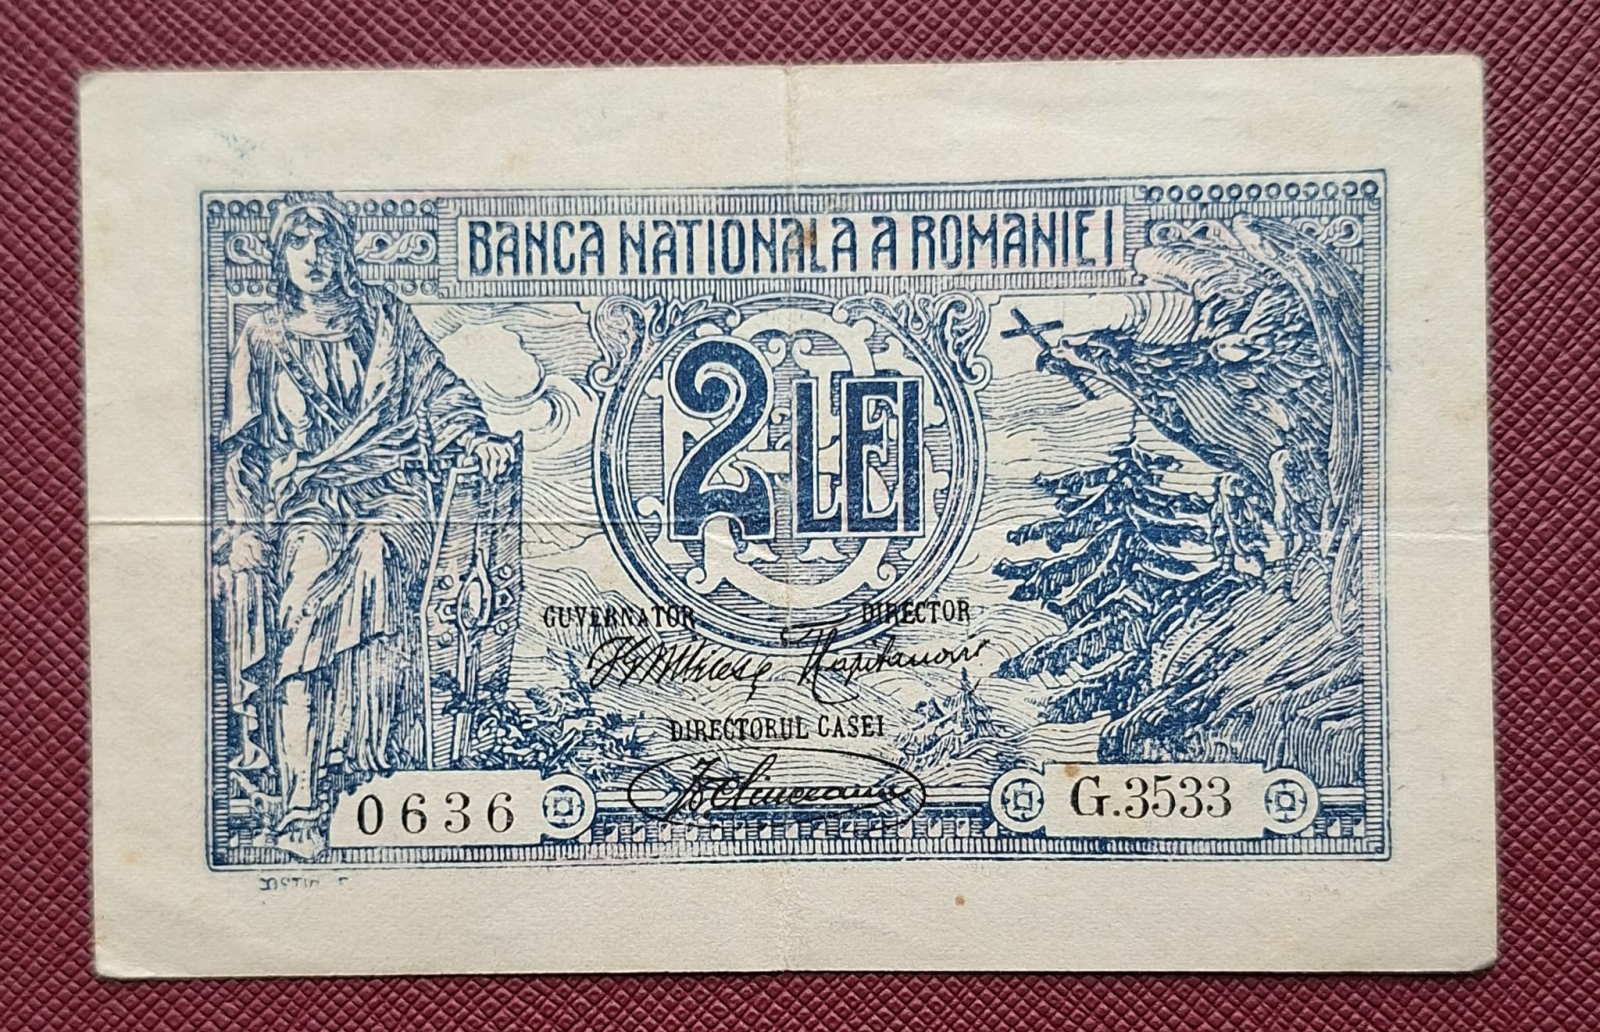 BANCA NATIONALA A ROMANIEI
2 LEI
GUVERNATOR
DIRECTOR
DIRECTORUL CASEI
0636
G.3533